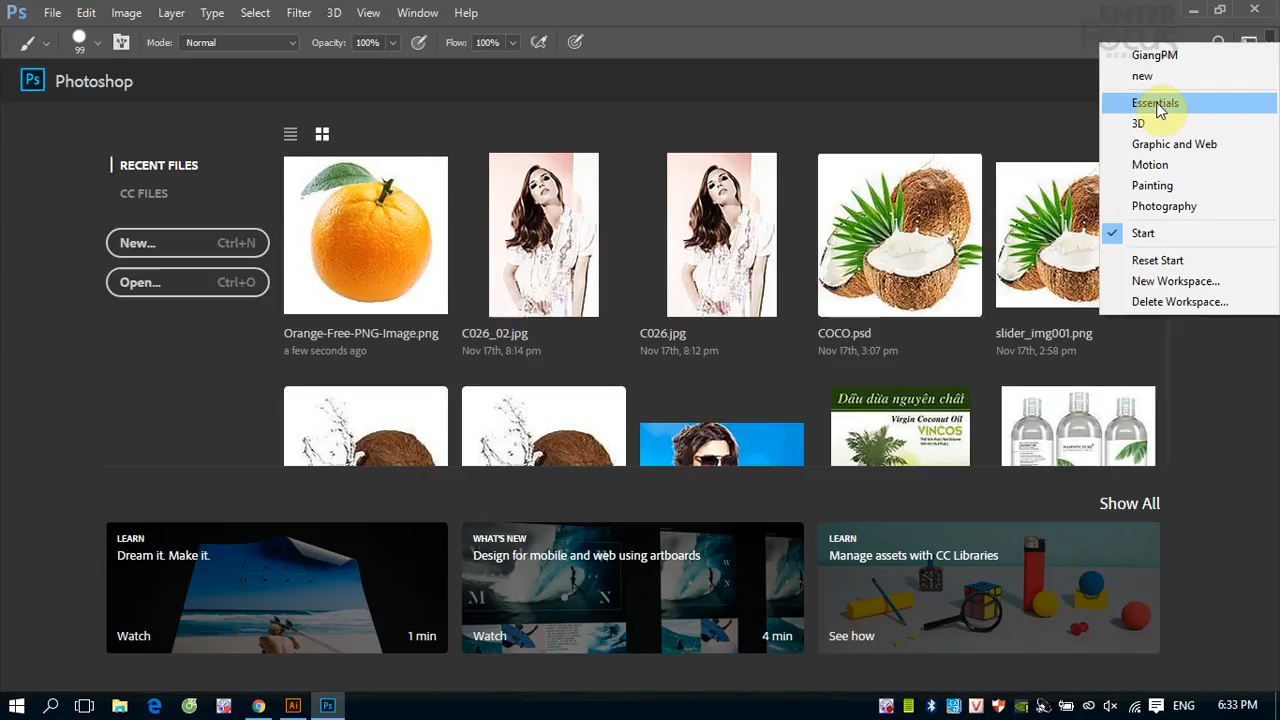 Ps File Edit Image Layer Type Select Filter 3D View Window Help
ENTER
FOCUS
99 Mode: Normal Opacity: 100% Flow: 100%
GiangPM
new
Essentials
3D
Graphic and Web
Motion
Painting
Photography
Start
Reset Start
New Workspace...
Delete Workspace...
Ps Photoshop
RECENT FILES
CC FILES
New... Ctrl+N
Open... Ctrl+O
Orange-Free-PNG-Image.png C026_02.jpg C026.jpg COCO.psd slider_img001.png
a few seconds ago Nov 17th, 8:14 pm Nov 17th, 8:12 pm Nov 17th, 3:07 pm Nov 17th, 2:58 pm
Dầu dừa nguyên chất
Virgin Coconut Oil
VINCOS
Show All
LEARN
Dream it. Make it.
Watch 1 min
WHAT'S NEW
Design for mobile and web using artboards
M N
W
N
Watch 4 min
LEARN
Manage assets with CC Libraries
See how
Ai Ps ENG 6:33 PM